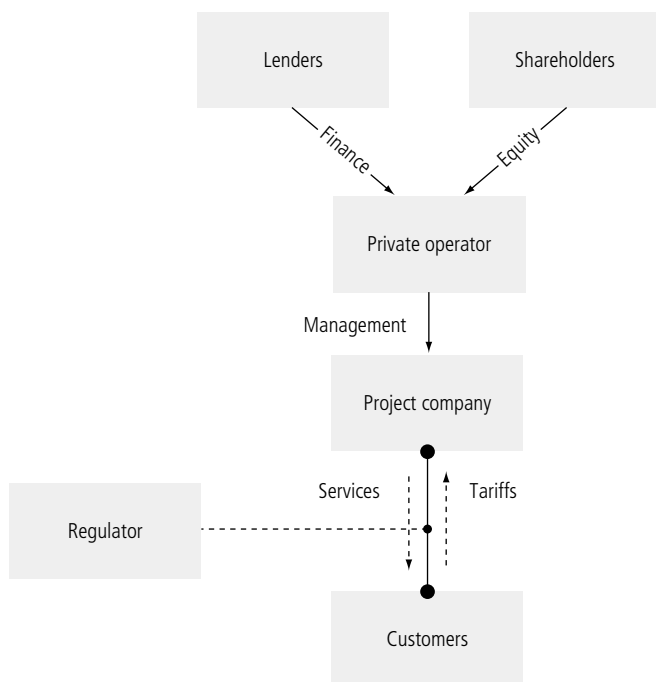 Lenders
Shareholders
Finance
Equity
Private operator
Management
Project company
Services
Tariffs
Regulator
Customers